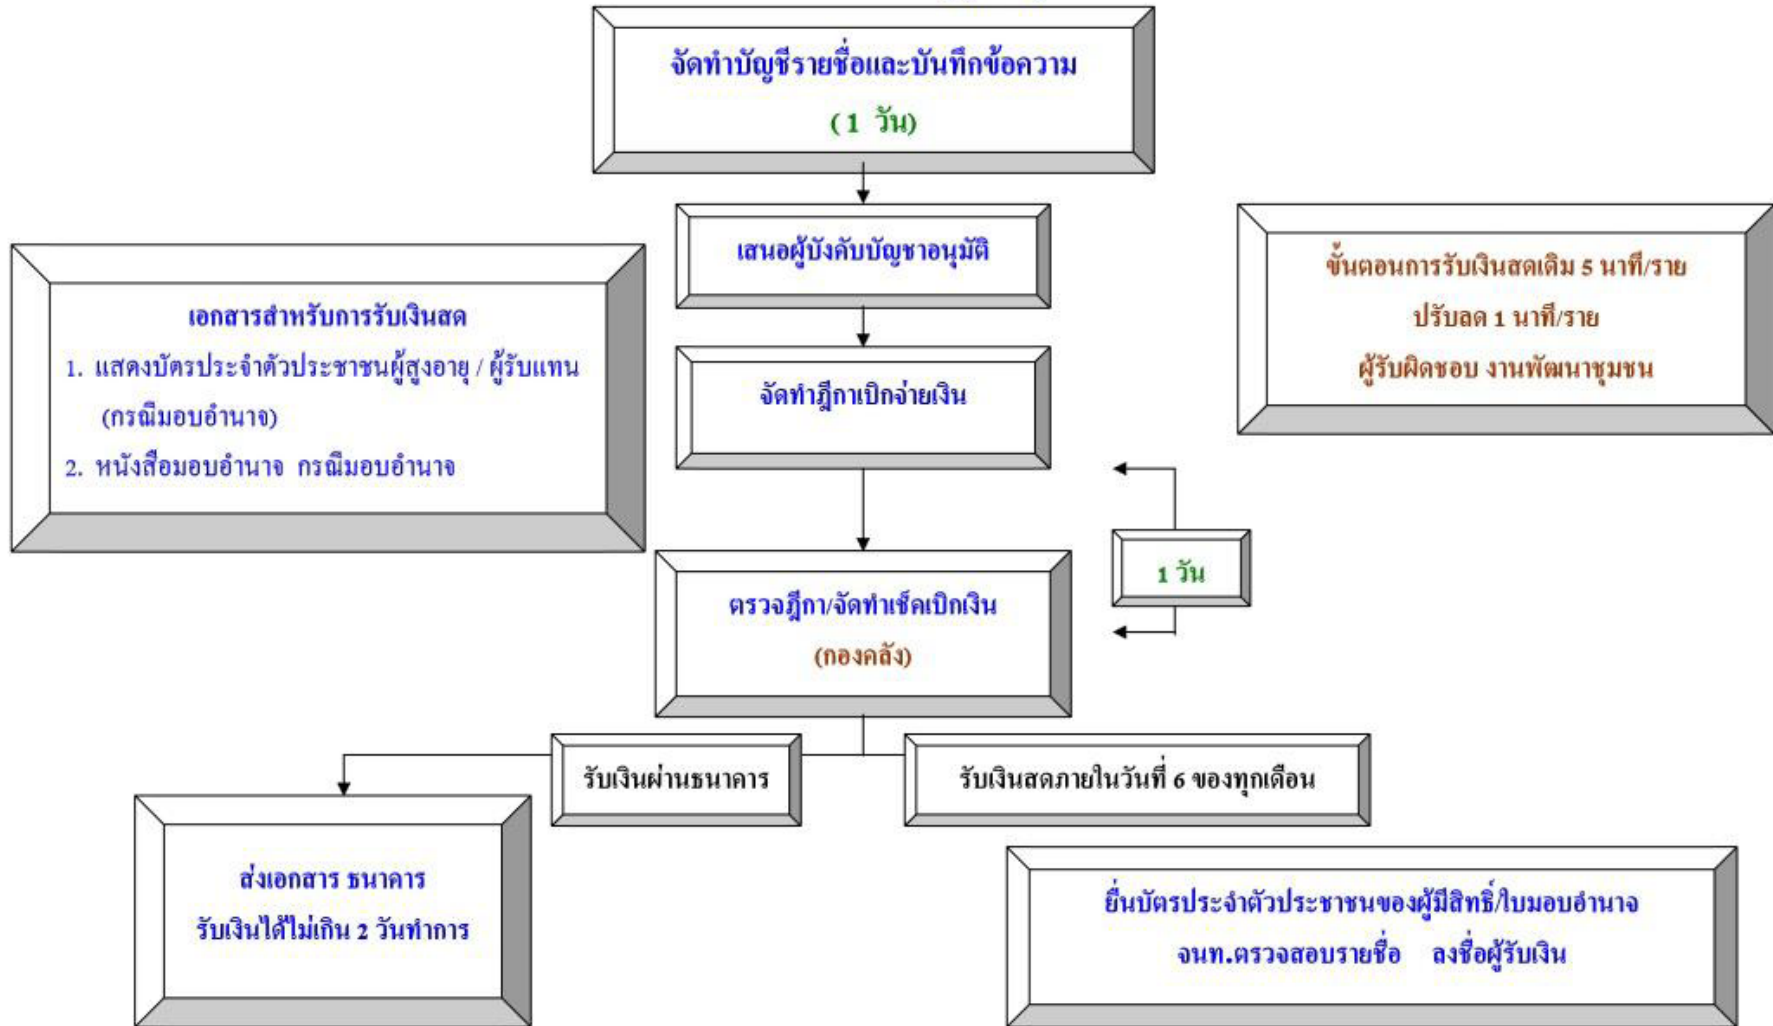 จัดทำบัญชีรายชื่อและบันทึกข้อความ
(1 วัน)
เสนอผู้บังคับบัญชาอนุมัติ
ขั้นตอนการรับเงินสดเดิม 5 นาที/ราย
ปรับลด 1 นาที/ราย
ผู้รับผิดชอบ งานพัฒนาชุมชน
เอกสารสำหรับการรับเงินสด
1. แสดงบัตรประจำตัวประชาชนผู้สูงอายุ / ผู้รับแทน
(กรณีมอบอำนาจ)
2. หนังสือมอบอำนาจ กรณีมอบอำนาจ
จัดทำฎีกาเบิกจ่ายเงิน
1 วัน
ตรวจฎีกา/จัดทำเช็คเบิกเงิน
(กองคลัง)
รับเงินผ่านธนาคาร
รับเงินสดภายในวันที่ 6 ของทุกเดือน
ส่งเอกสาร ธนาคาร
รับเงินได้ไม่เกิน 2 วันทำการ
ยื่นบัตรประจำตัวประชาชนของผู้มีสิทธิ์/ใบมอบอำนาจ
จนท.ตรวจสอบรายชื่อ ลงชื่อผู้รับเงิน